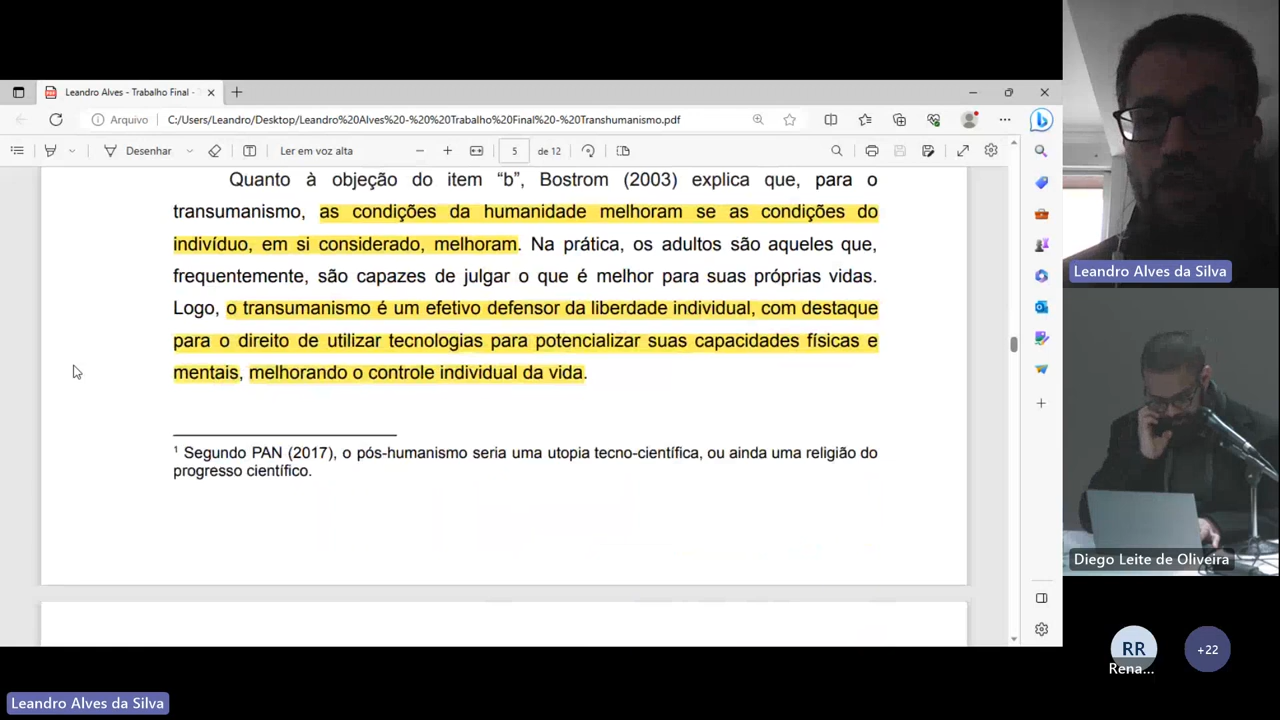 Leandro Alves - Trabalho Final -
Arquivo
C:/Users/Leandro/Desktop/Leandro%20Alves%20-%20%20Trabalho%20Final%20-%20Transhumanismo.pdf
Desenhar
Ler em voz alta
5
de 12
Quanto à objeção do item “b”, Bostrom (2003) explica que, para o
transumanismo, as condições da humanidade melhoram se as condições do
indivíduo, em si considerado, melhoram. Na prática, os adultos são aqueles que,
frequentemente, são capazes de julgar o que é melhor para suas próprias vidas.
Logo, o transumanismo é um efetivo defensor da liberdade individual, com destaque
para o direito de utilizar tecnologias para potencializar suas capacidades físicas e
mentais, melhorando o controle individual da vida.
1 Segundo PAN (2017), o pós-humanismo seria uma utopia tecno-científica, ou ainda uma religião do
progresso científico.
Leandro Alves da Silva
Diego Leite de Oliveira
RR
Rena...
+22
Leandro Alves da Silva